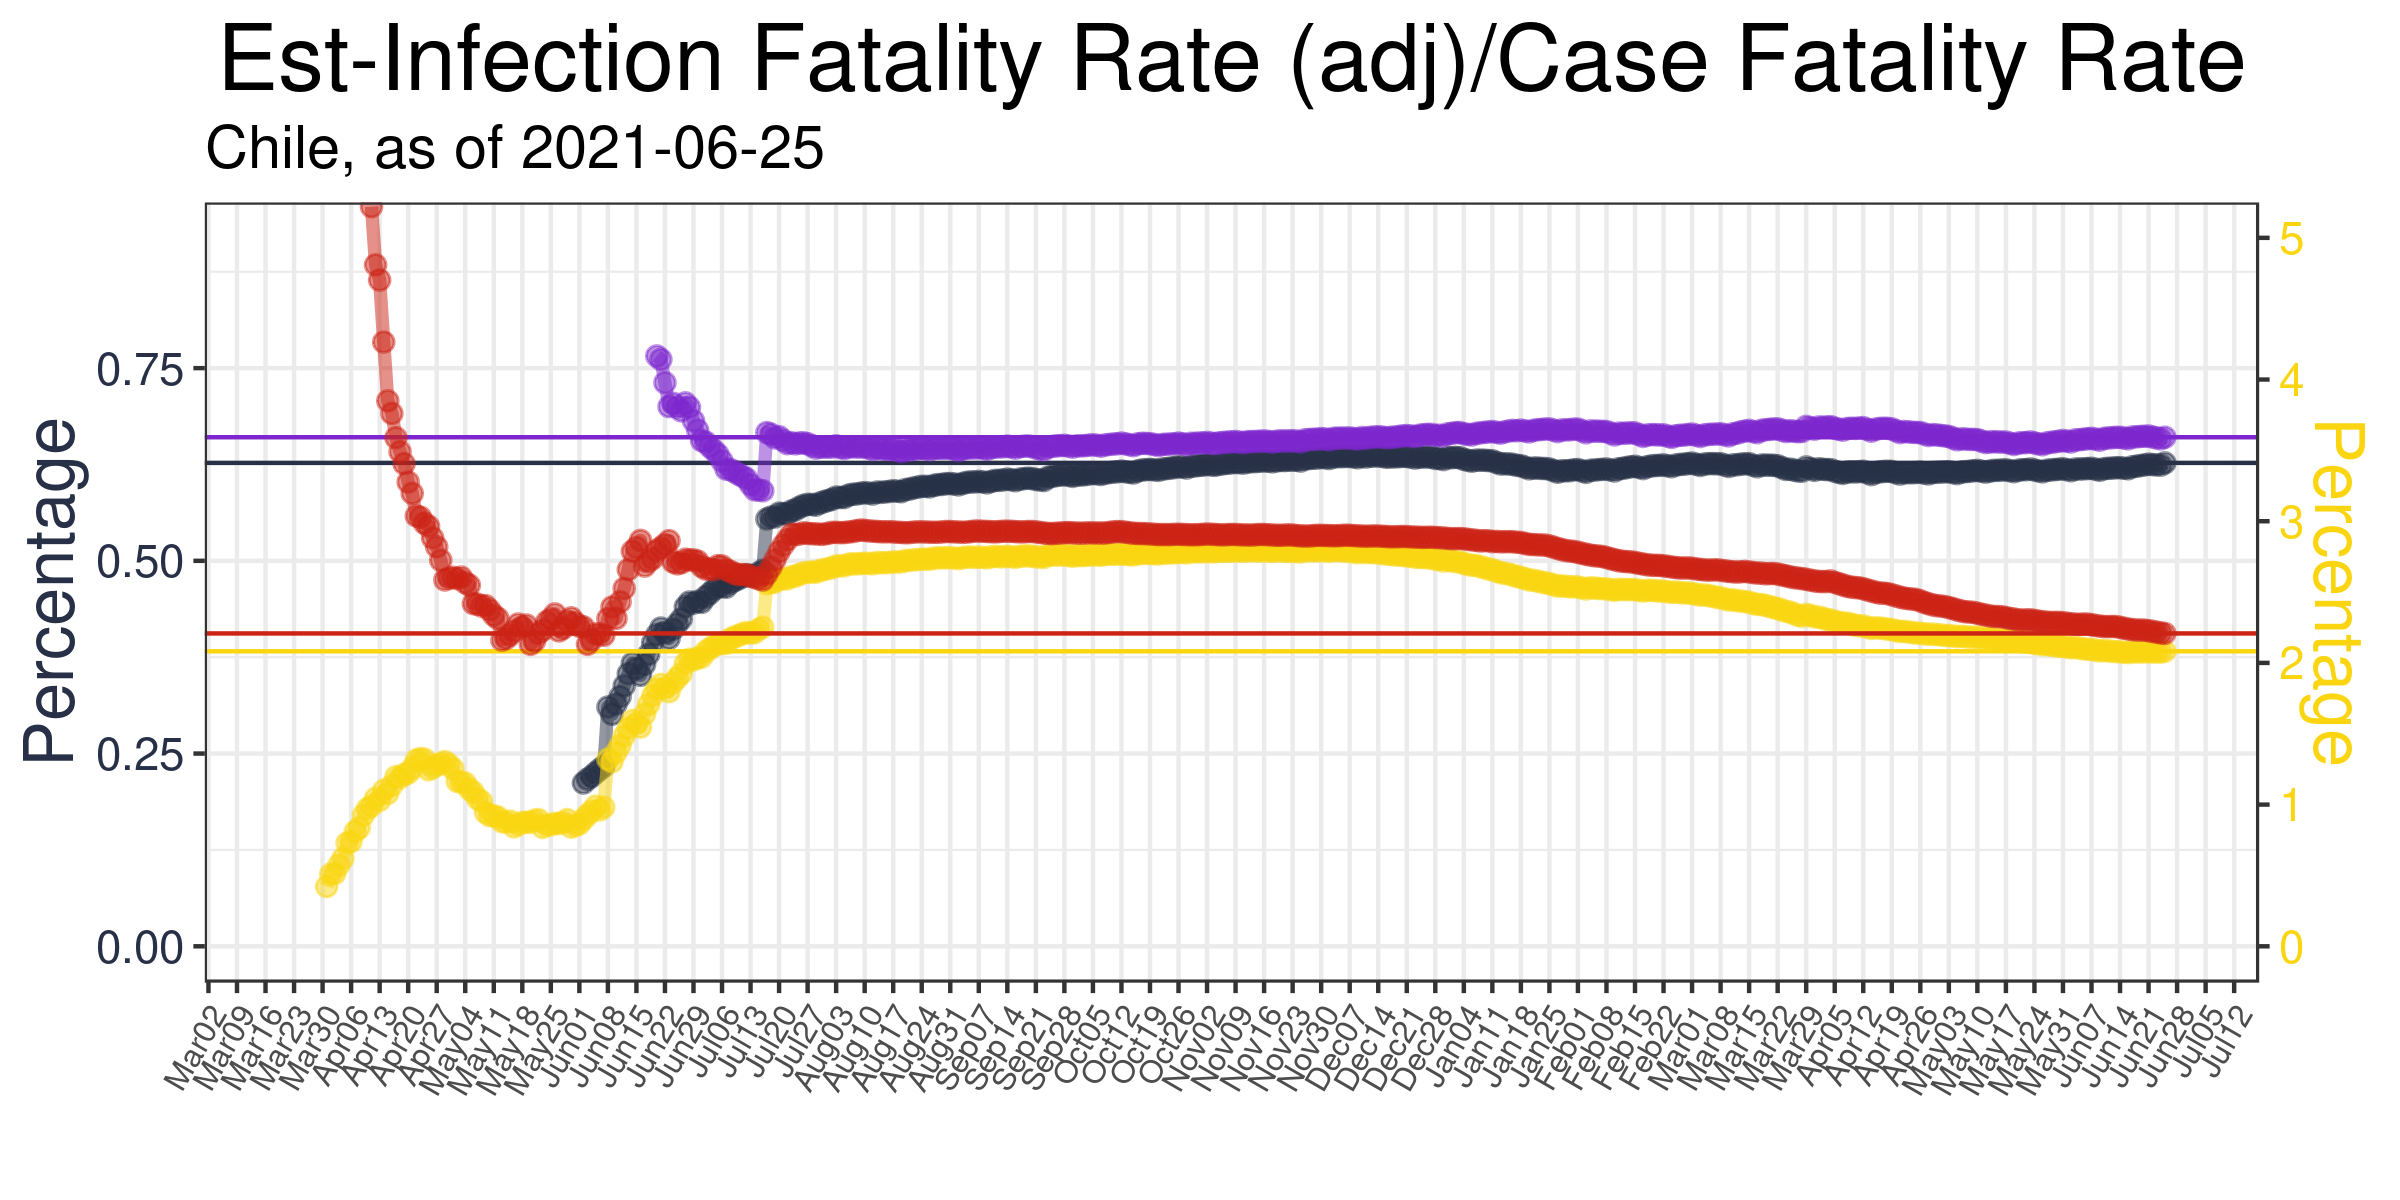 Est-Infection Fatality Rate (adj)/Case Fatality Rate
Chile, as of 2021-06-25
Percentage
0.75
0.50
0.25
0.00
5
4
3
2
1
0
Percentage
Mar02
Mar09
Mar16
Mar23
Mar30
Apr06
Apr13
Apr20
Apr27
May04
May11
May18
May25
Jun01
Jun08
Jun15
Jun22
Jun29
Jul06
Jul13
Jul20
Jul27
Aug03
Aug10
Aug17
Aug24
Aug31
Sep07
Sep14
Sep21
Sep28
Oct05
Oct12
Oct19
Oct26
Nov02
Nov09
Nov16
Nov23
Nov30
Dec07
Dec14
Dec21
Dec28
Jan04
Jan11
Jan18
Jan25
Feb01
Feb08
Feb15
Feb22
Mar01
Mar08
Mar15
Mar22
Mar29
Apr05
Apr12
Apr19
Apr26
May03
May10
May17
May24
May31
Jun07
Jun14
Jun21
Jun28
Jul05
Jul12